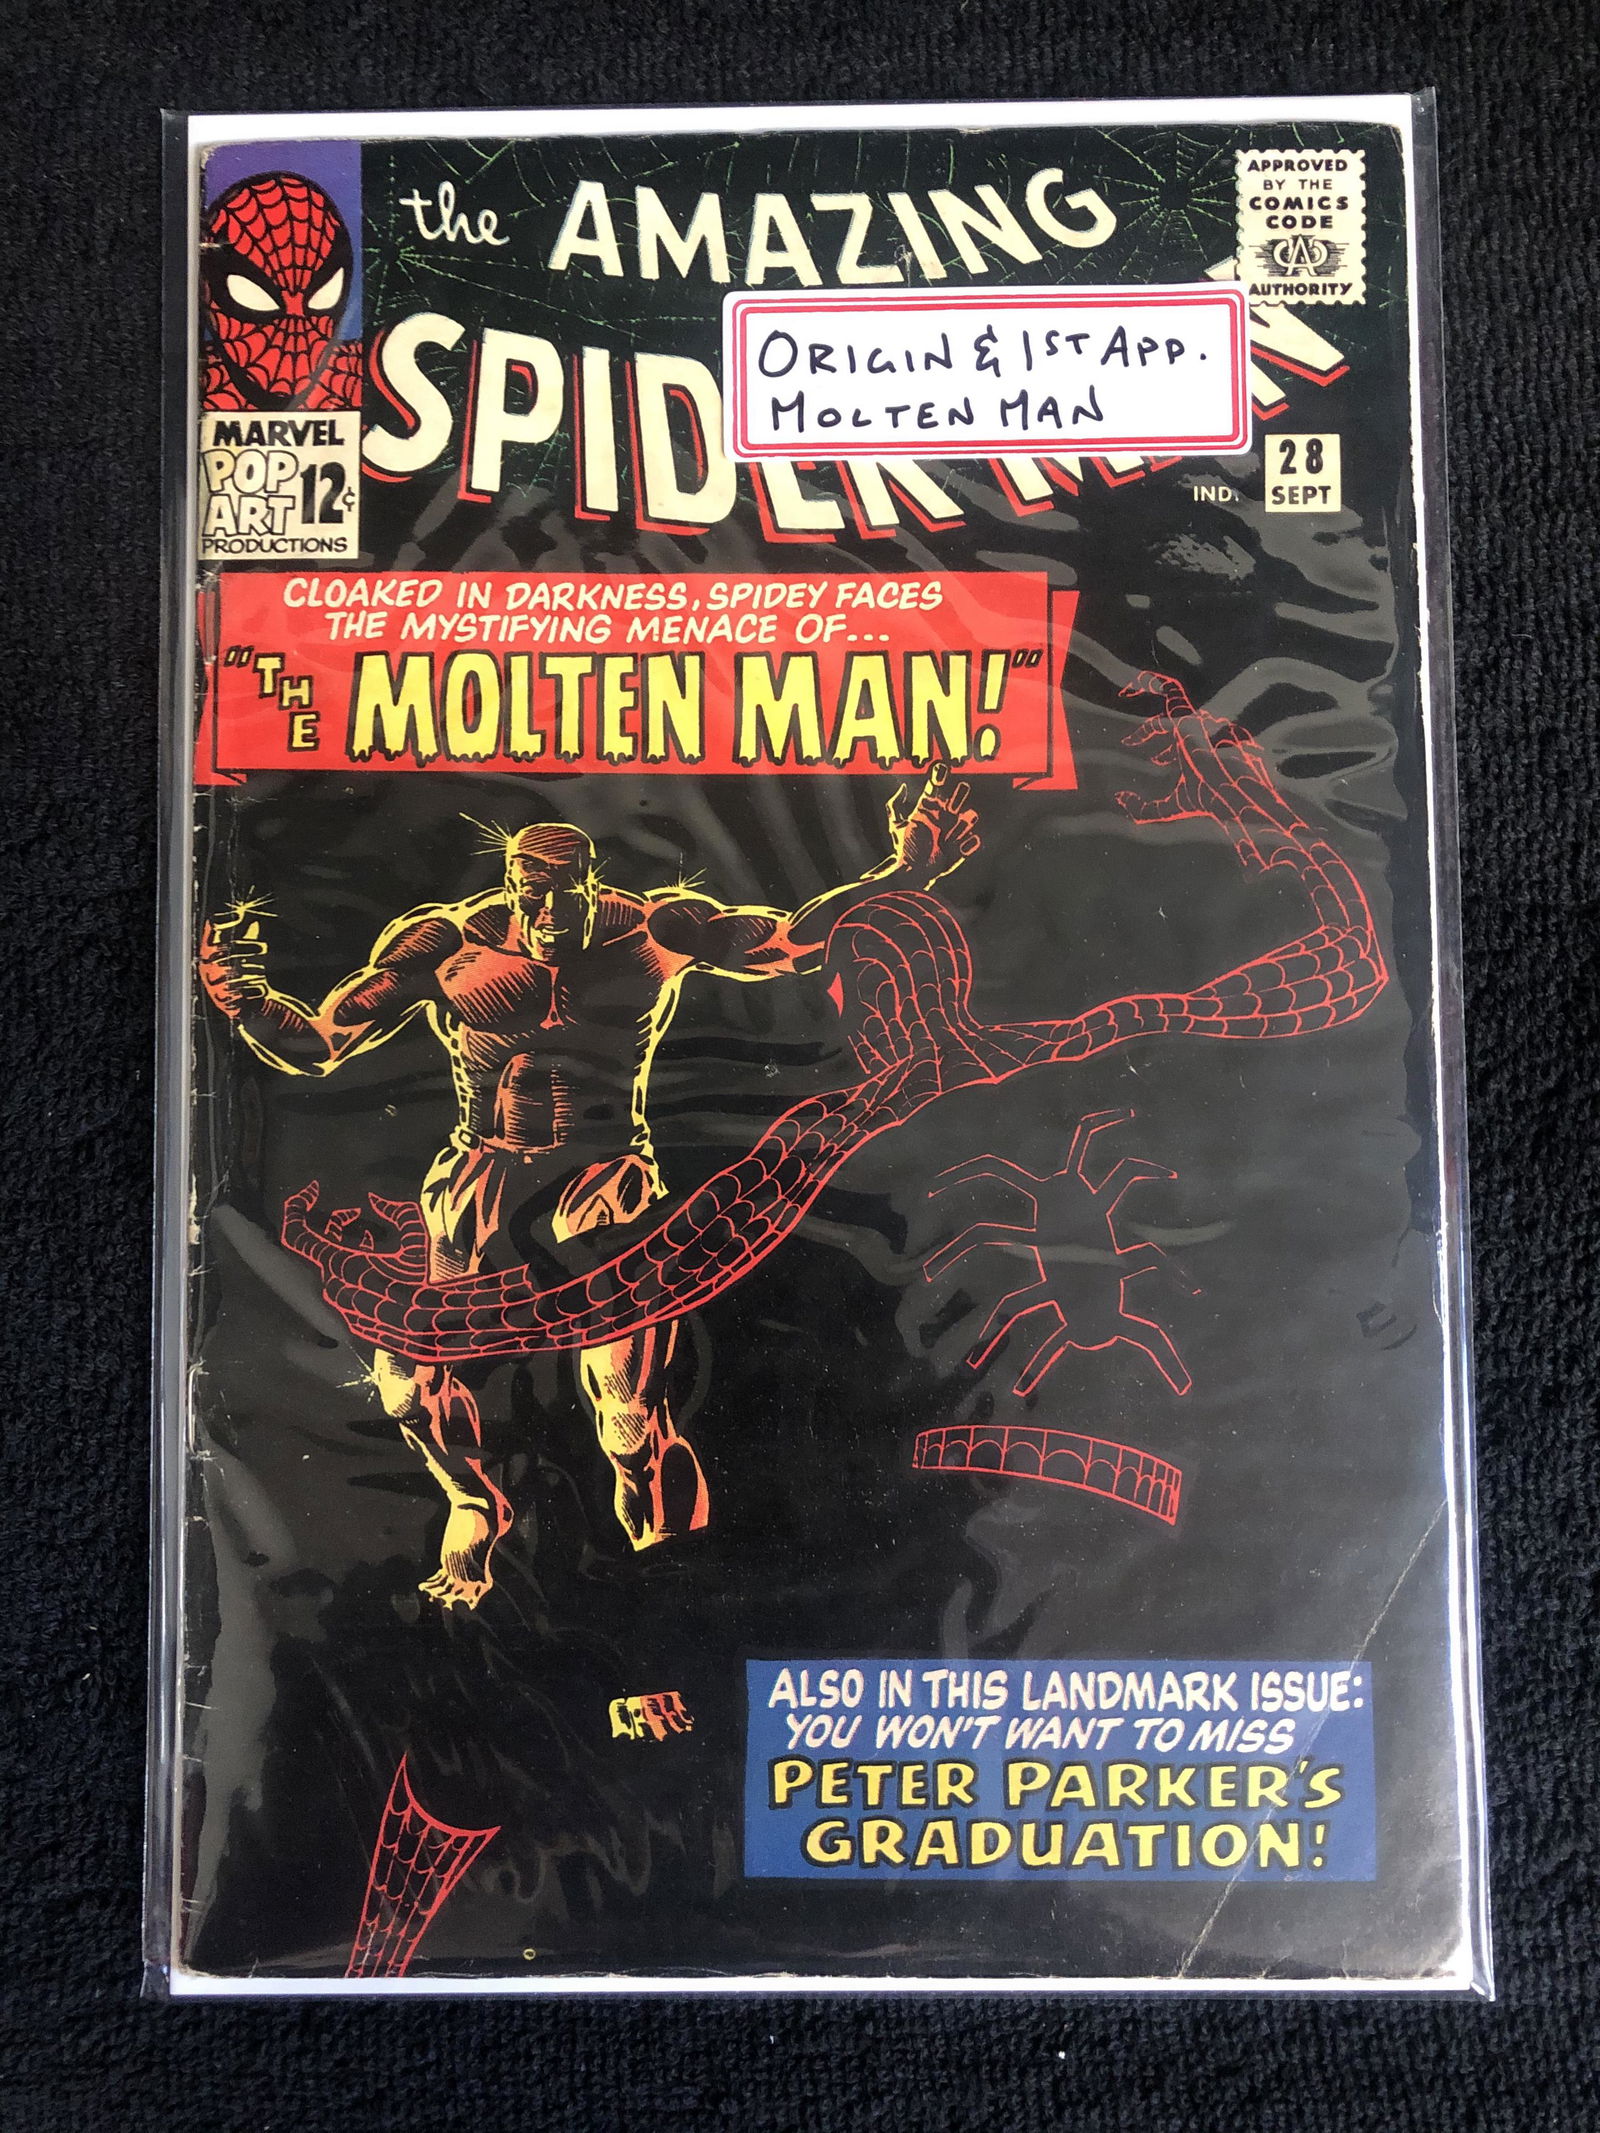 the AMAZING
SPIDER-MAN
APPROVED
BY THE
COMICS
CODE
CA
AUTHORITY
ORIGIN & 1ST APP.
MOLTEN MAN
MARVEL
POP
ART
12¢
PRODUCTIONS
IND.
28
SEPT
CLOAKED IN DARKNESS, SPIDEY FACES
THE MYSTIFYING MENACE OF...
"THE MOLTEN MAN!"
ALSO IN THIS LANDMARK ISSUE:
YOU WON'T WANT TO MISS
PETER PARKER'S
GRADUATION!